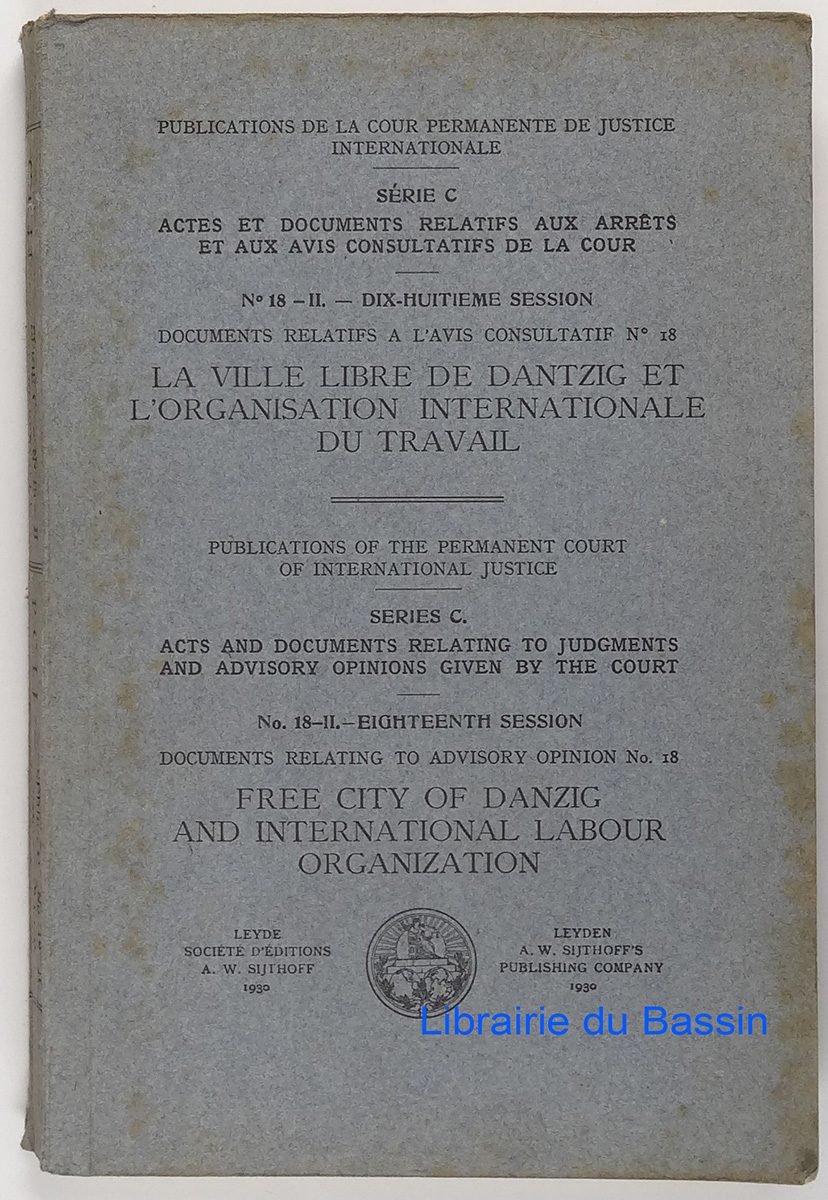 PUBLICATIONS DE LA COUR PERMANENTE DE JUSTICE
INTERNATIONALE
SÉRIE C
ACTES ET DOCUMENTS RELATIFS AUX ARRÊTS
ET AUX AVIS CONSULTATIFS DE LA COUR
No 18 – II. — DIX-HUITIEME SESSION
DOCUMENTS RELATIFS A L'AVIS CONSULTATIF N° 18
LA VILLE LIBRE DE DANTZIG ET
L'ORGANISATION INTERNATIONALE
DU TRAVAIL
PUBLICATIONS OF THE PERMANENT COURT
OF INTERNATIONAL JUSTICE
SERIES C.
ACTS AND DOCUMENTS RELATING TO JUDGMENTS
AND ADVISORY OPINIONS GIVEN BY THE COURT
No. 18–II.–EIGHTEENTH SESSION
DOCUMENTS RELATING TO ADVISORY OPINION No. 18
FREE CITY OF DANZIG
AND INTERNATIONAL LABOUR
ORGANIZATION
LEYDE
SOCIÉTÉ D'ÉDITIONS
A. W. SIJTHOFF
1930
LEYDEN
A. W. SIJTHOFF'S
PUBLISHING COMPANY
1930
Librairie du Bassin